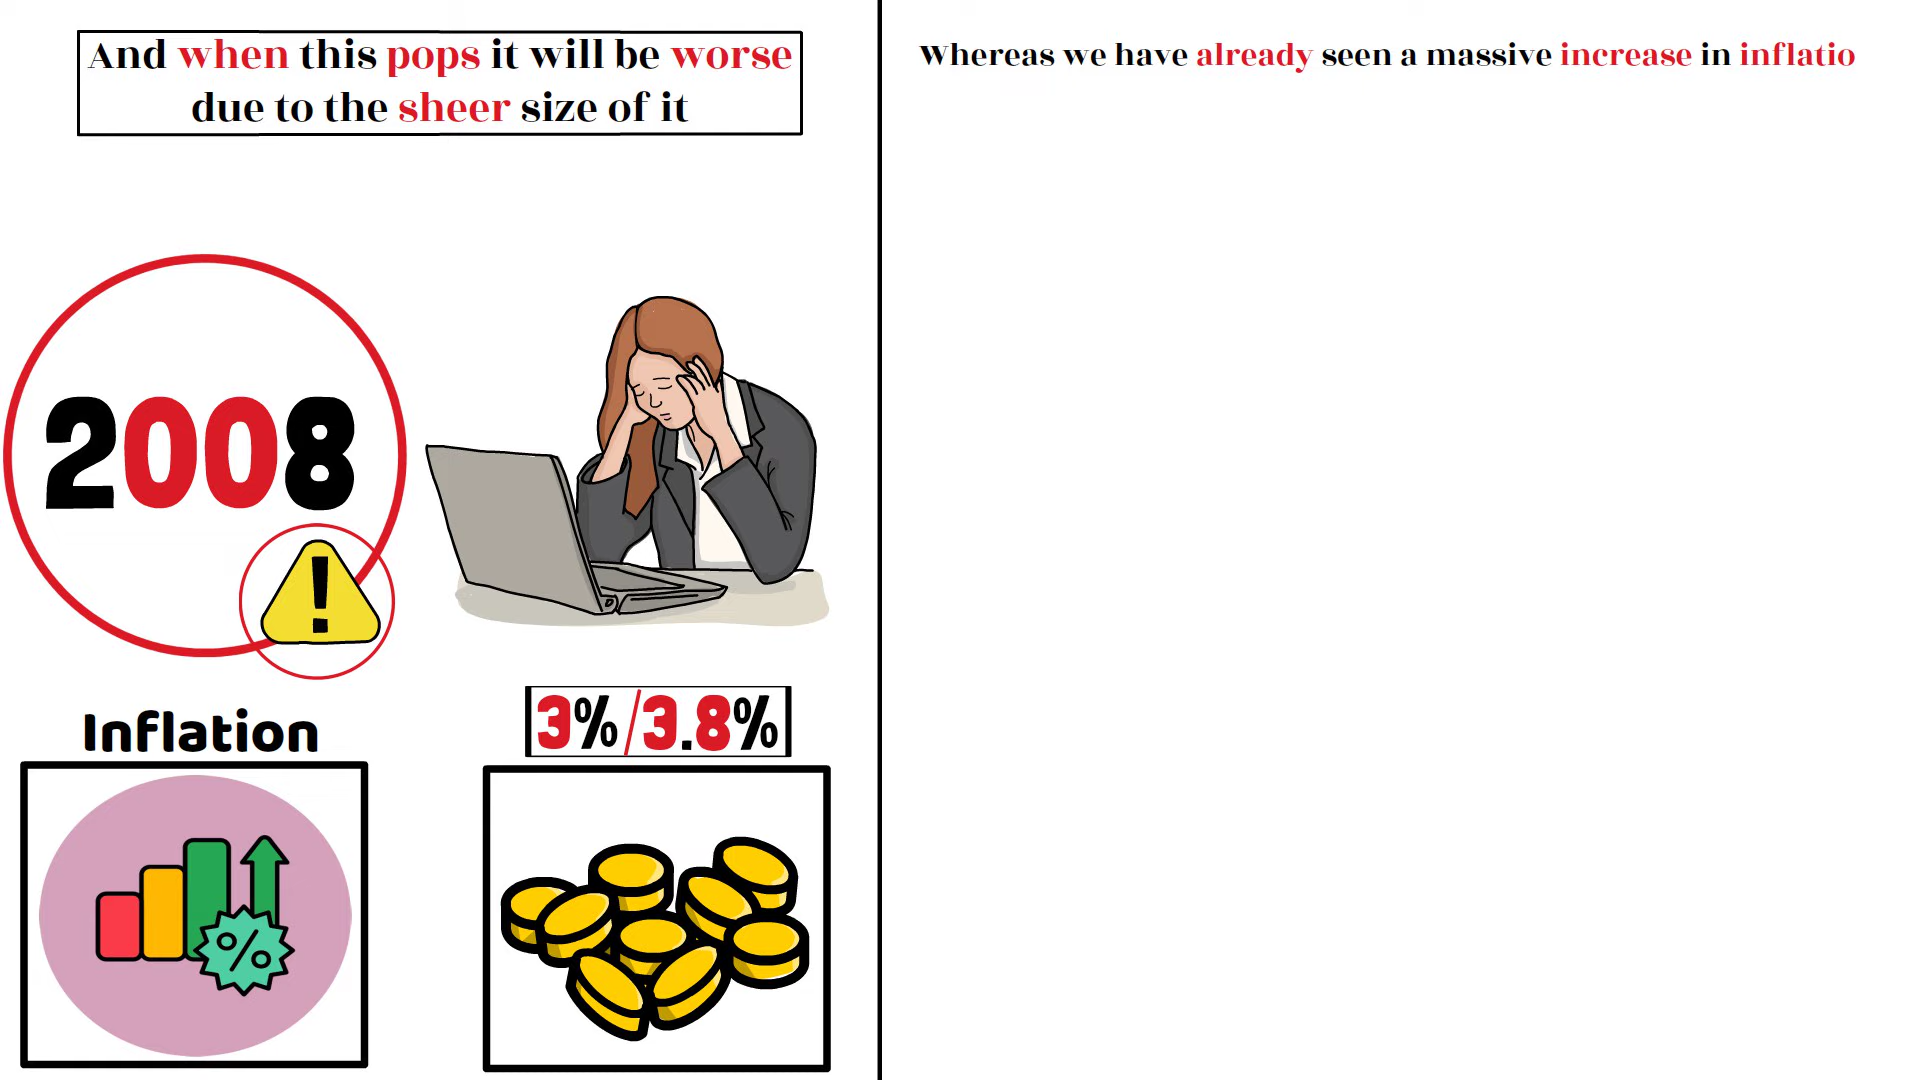 And when this pops it will be worse
due to the sheer size of it
Whereas we have already seen a massive increase in inflatio
2008
!
Inflation
3%/3.8%
%